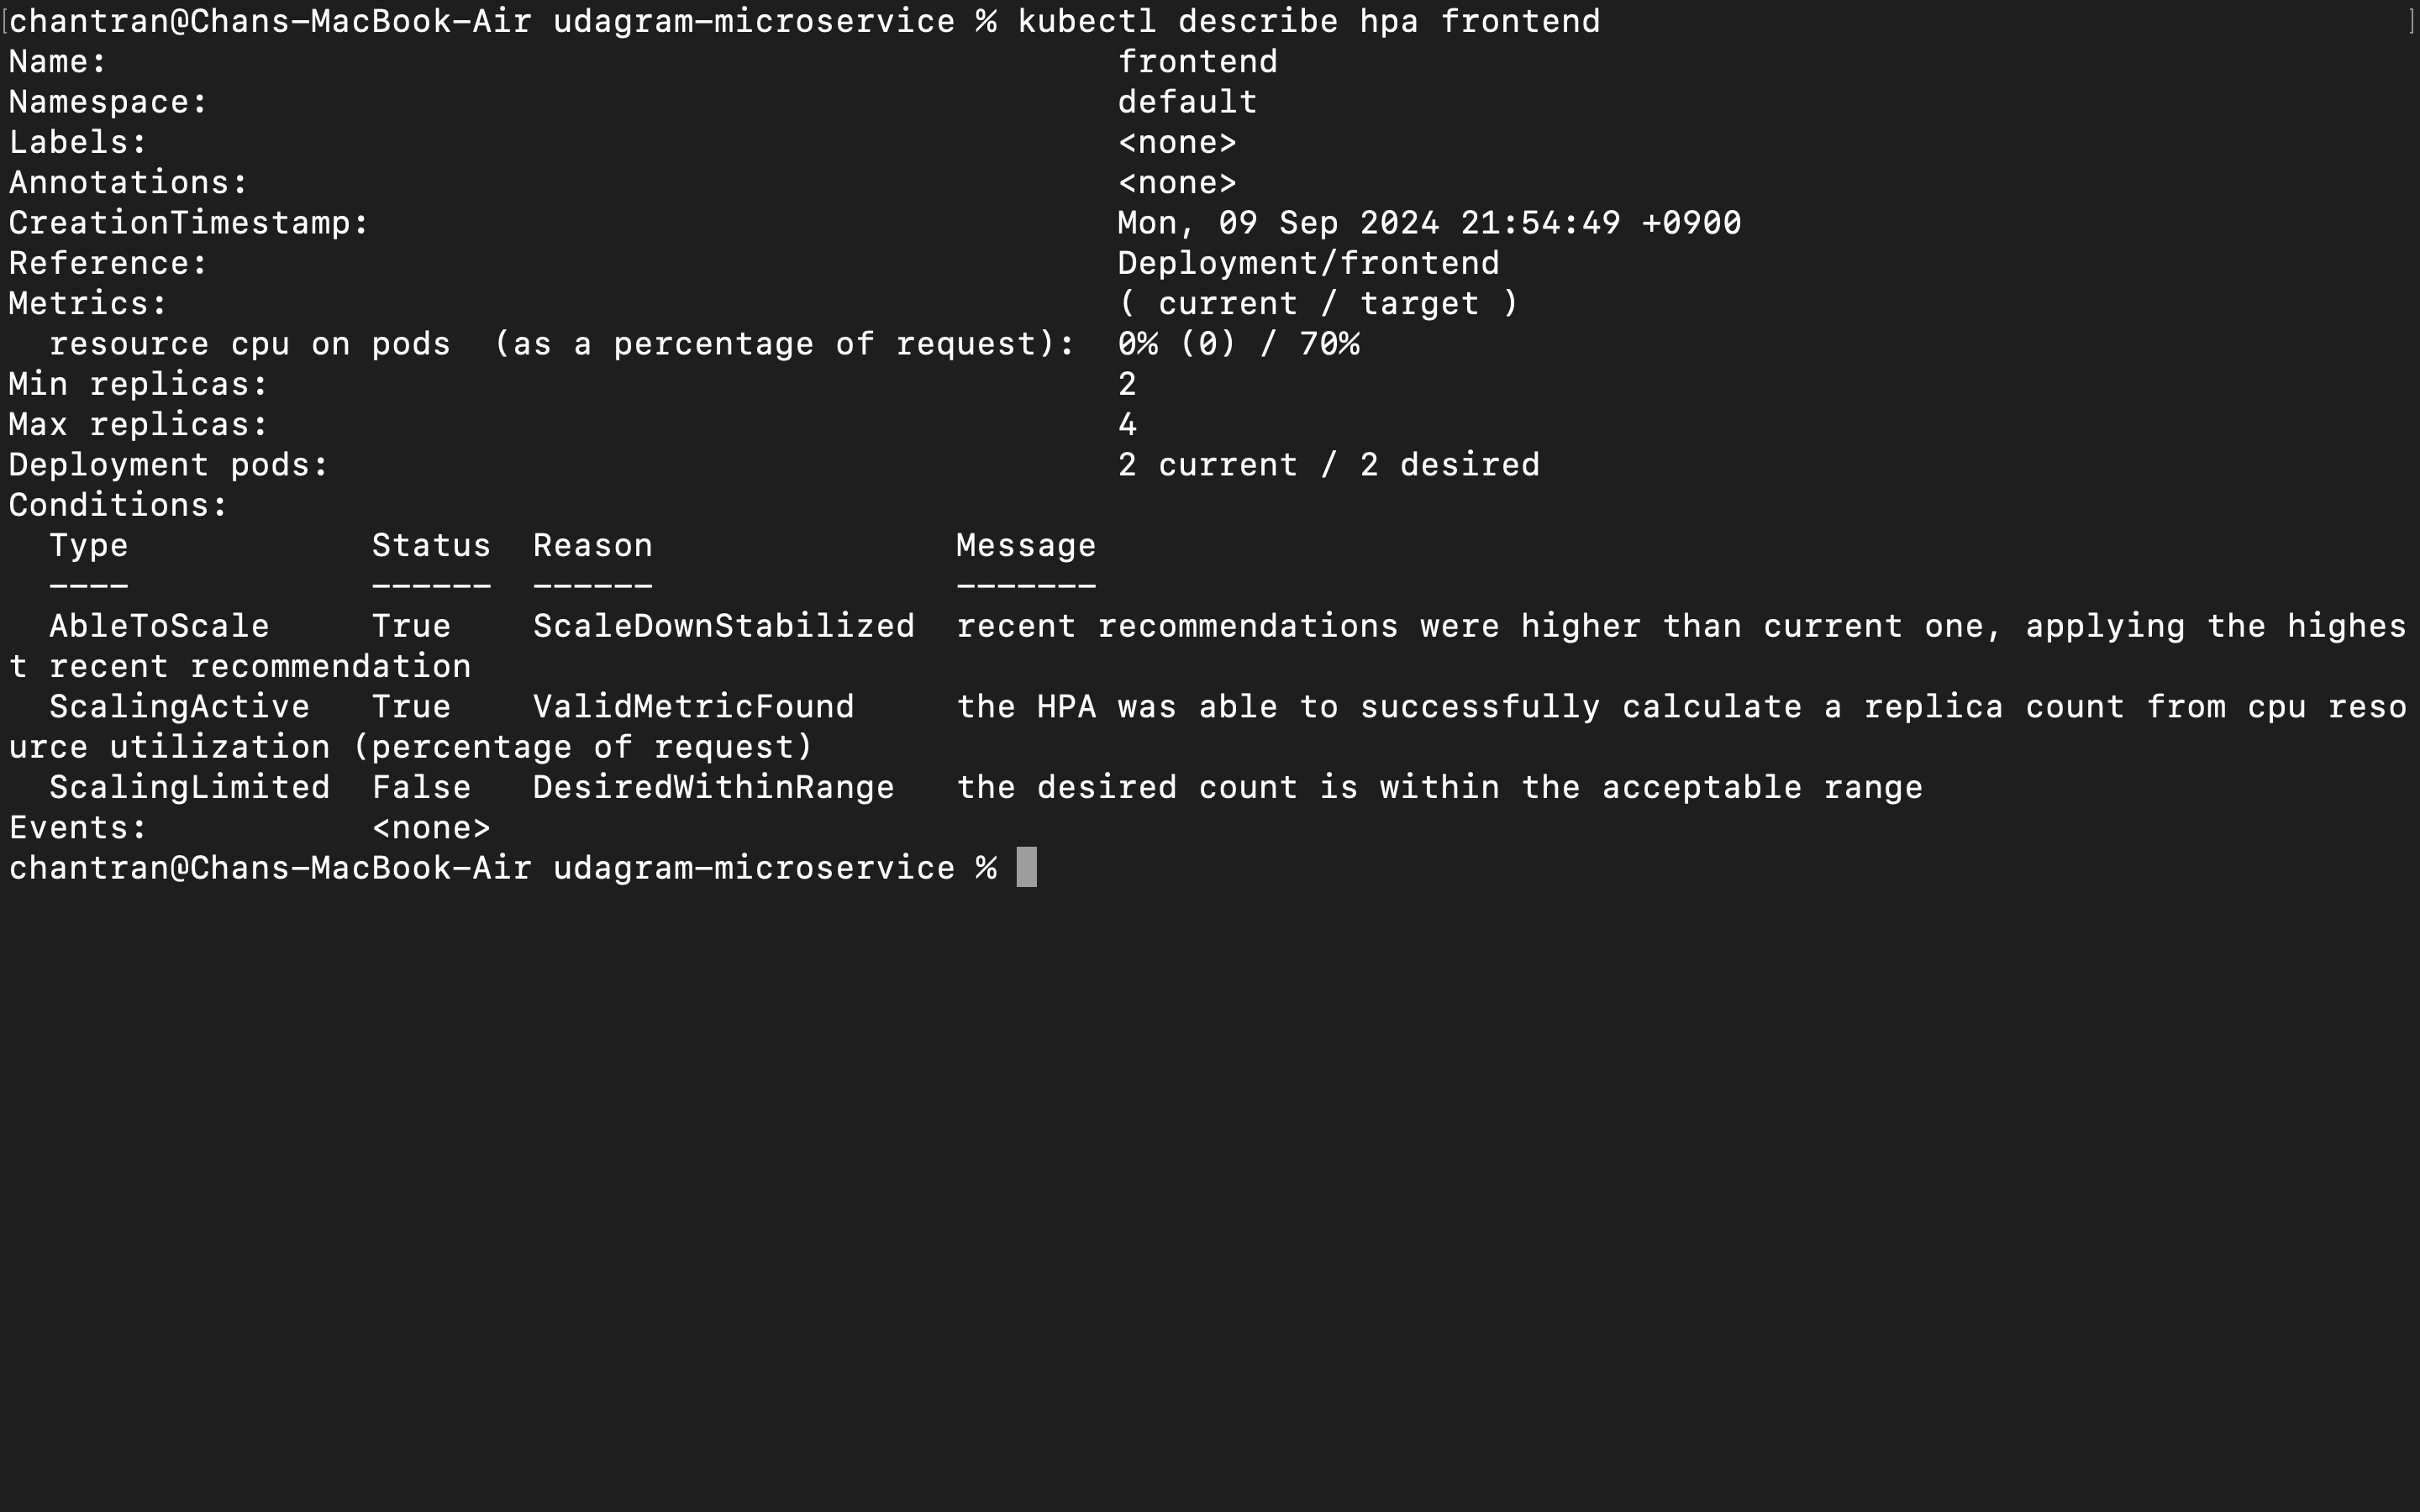 [chantran@Chans-MacBook-Air udagram-microservice % kubectl describe hpa frontend ]
Name: frontend
Namespace: default
Labels: <none>
Annotations: <none>
CreationTimestamp: Mon, 09 Sep 2024 21:54:49 +0900
Reference: Deployment/frontend
Metrics: ( current / target )
  resource cpu on pods  (as a percentage of request): 0% (0) / 70%
Min replicas: 2
Max replicas: 4
Deployment pods: 2 current / 2 desired
Conditions:
  Type            Status  Reason               Message
  ----            ------  ------               -------
  AbleToScale     True    ScaleDownStabilized  recent recommendations were higher than current one, applying the highes
t recent recommendation
  ScalingActive   True    ValidMetricFound     the HPA was able to successfully calculate a replica count from cpu reso
urce utilization (percentage of request)
  ScalingLimited  False   DesiredWithinRange   the desired count is within the acceptable range
Events:           <none>
chantran@Chans-MacBook-Air udagram-microservice %